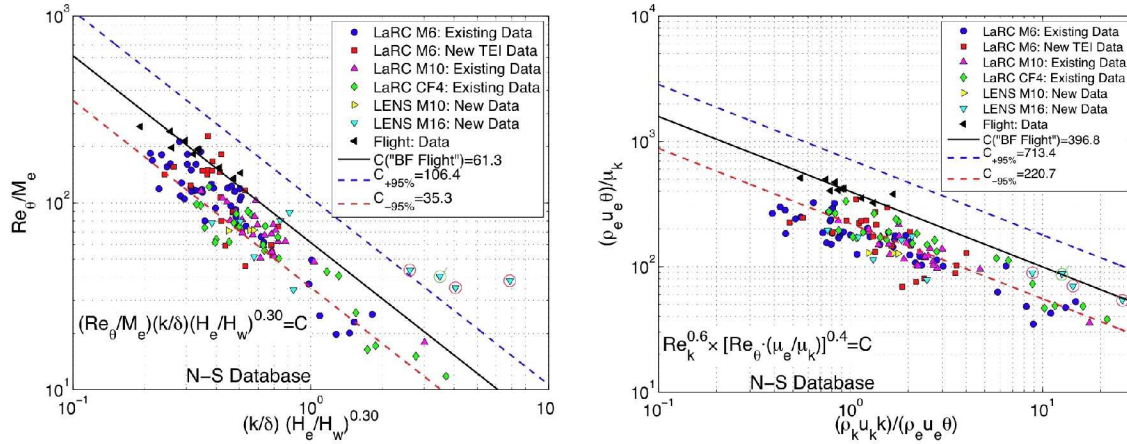 10^3
10^2
10^1
Re_θ/M_e
LaRC M6: Existing Data
LaRC M6: New TEI Data
LaRC M10: Existing Data
LaRC CF4: Existing Data
LENS M10: New Data
LENS M16: New Data
Flight: Data
C("BF Flight")=61.3
C_+95%=106.4
C_−95%=35.3
(Re_θ/M_e)(k/δ)(H_e/H_w)^0.30=C
N-S Database
10^-1
10^0
10
(k/δ) (H_e/H_w)^0.30
10^4
10^3
10^2
10^1
(ρ_e u_e θ)/μ_k
LaRC M6: Existing Data
LaRC M6: New TEI Data
LaRC M10: Existing Data
LaRC CF4: Existing Data
LENS M10: New Data
LENS M16: New Data
Flight: Data
C("BF Flight")=396.8
C_+95%=713.4
C_−95%=220.7
Re_k^0.6 × [Re_θ·(μ_e/μ_k)]^0.4=C
N-S Database
10^-1
10^0
10^1
(ρ_k u_k k)/(ρ_e u_e θ)